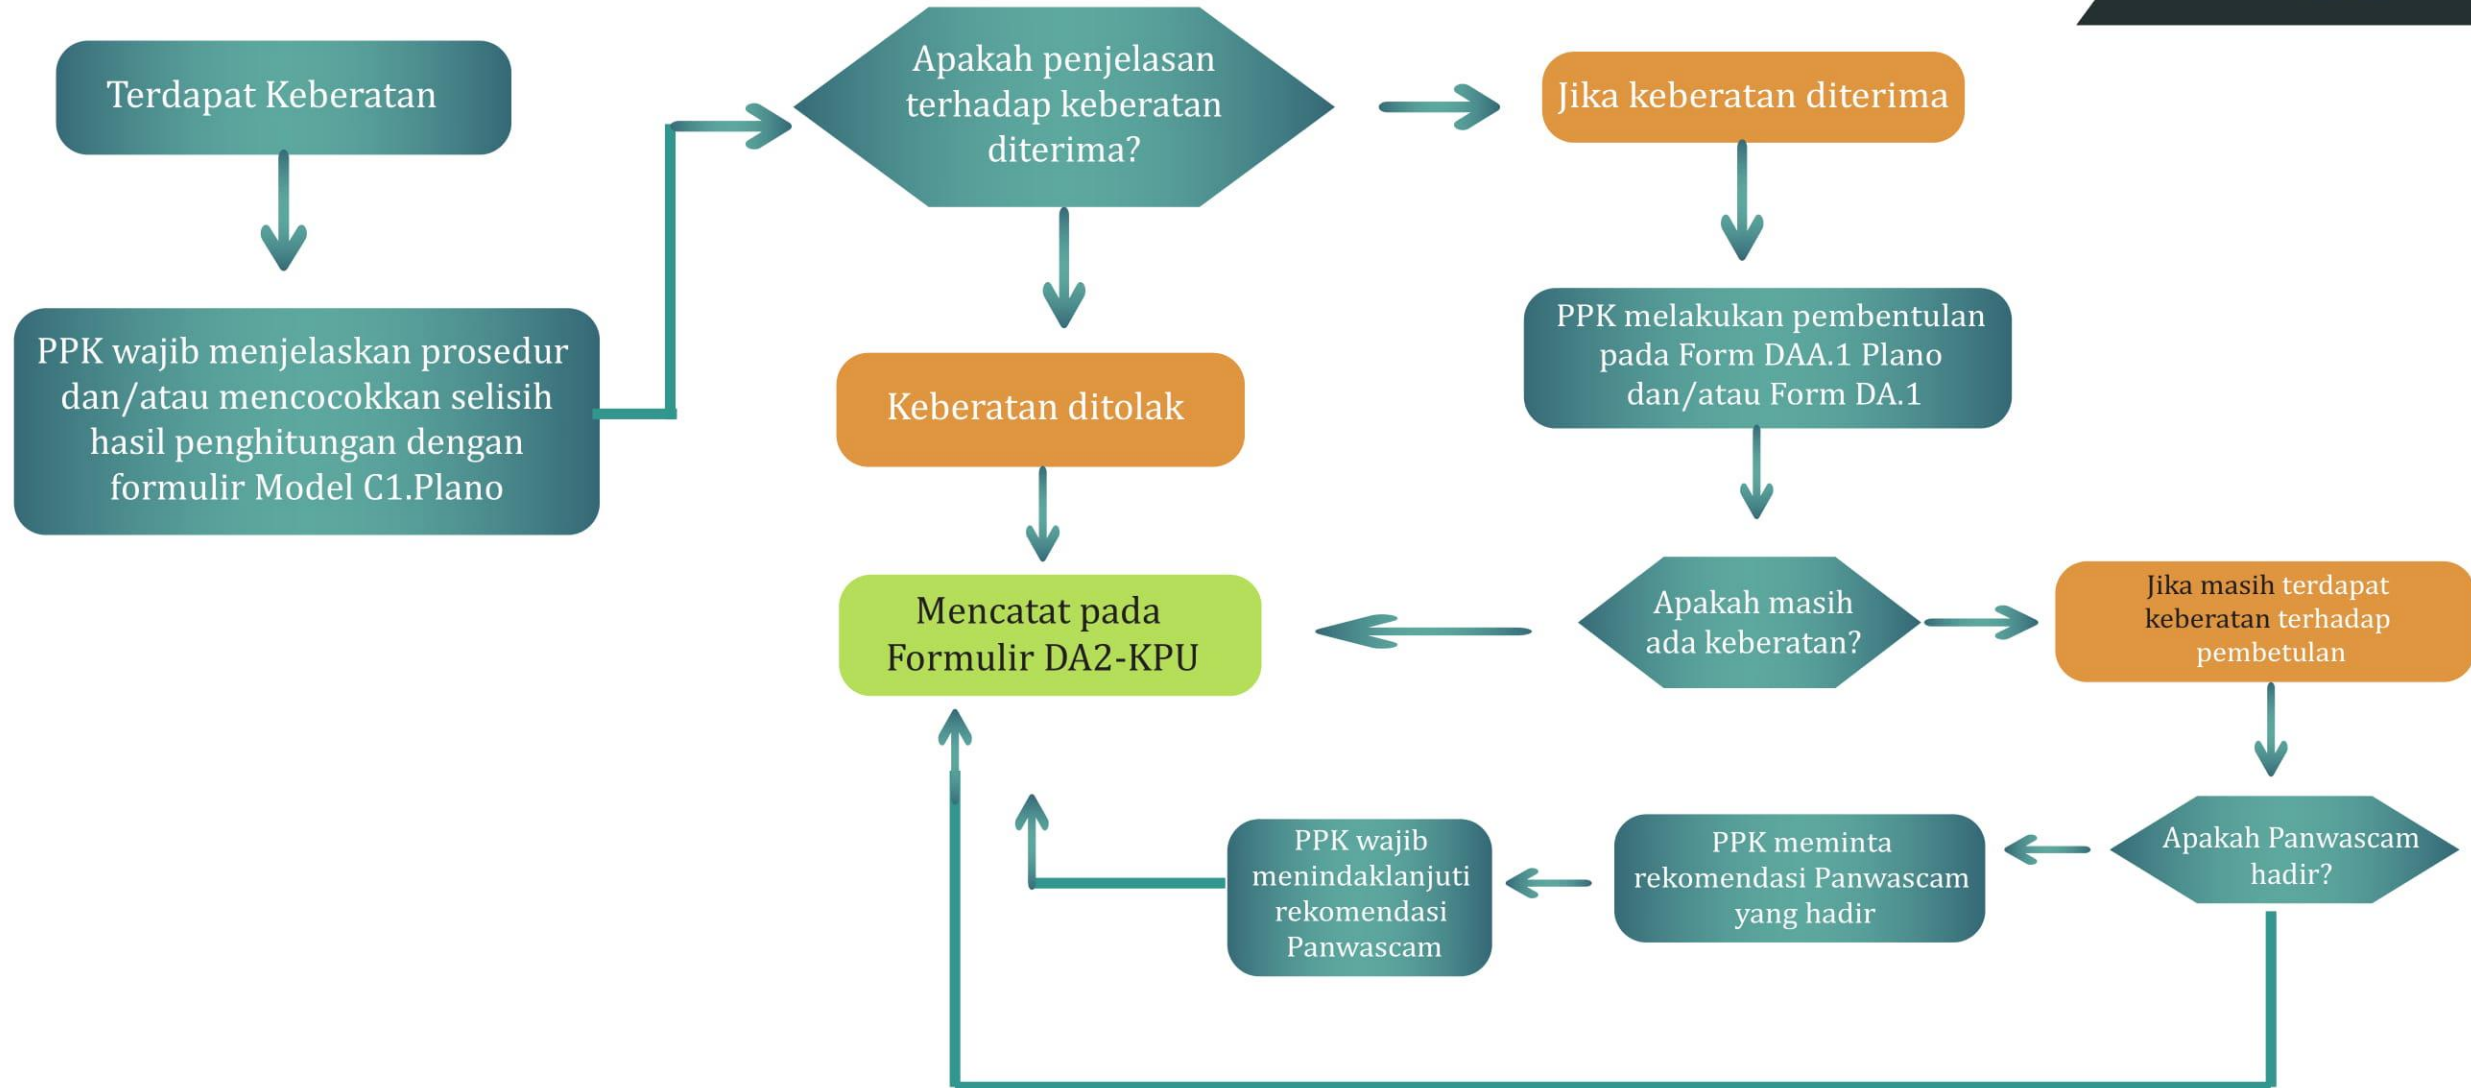 Terdapat Keberatan
PPK wajib menjelaskan prosedur
dan/atau mencocokkan selisih
hasil penghitungan dengan
formulir Model C1.Plano
Apakah penjelasan
terhadap keberatan
diterima?
Keberatan ditolak
Mencatat pada
Formulir DA2-KPU
Jika keberatan diterima
PPK melakukan pembentulan
pada Form DAA.1 Plano
dan/atau Form DA.1
Apakah masih
ada keberatan?
Jika masih terdapat
keberatan terhadap
pembetulan
Apakah Panwascam
hadir?
PPK meminta
rekomendasi Panwascam
yang hadir
PPK wajib
menindaklanjuti
rekomendasi
Panwascam